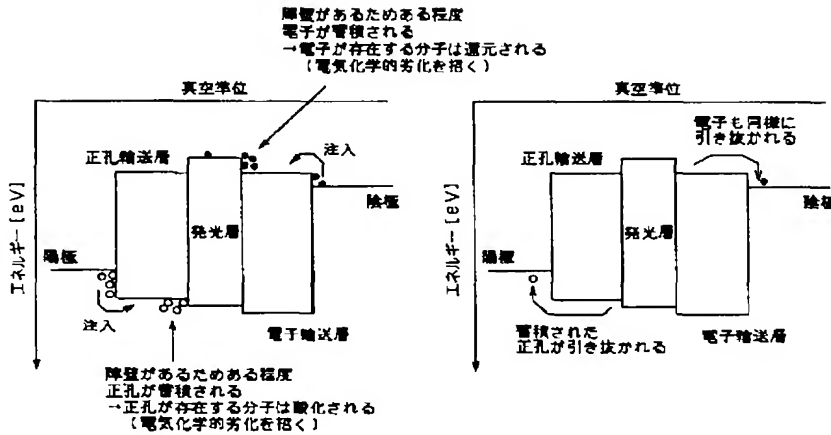 障壁があるためある程度
電子が蓄積される
→電子が存在する分子は還元される
（電気化学的劣化を招く）
真空準位
エネルギー[eV]
正孔輸送層
注入
陰極
発光層
陽極
注入
電子輸送層
障壁があるためある程度
正孔が蓄積される
→正孔が存在する分子は酸化される
（電気化学的劣化を招く）
真空準位
エネルギー[eV]
電子も同様に
引き抜かれる
正孔輸送層
陰極
発光層
陽極
蓄積された
正孔が引き抜かれる
電子輸送層